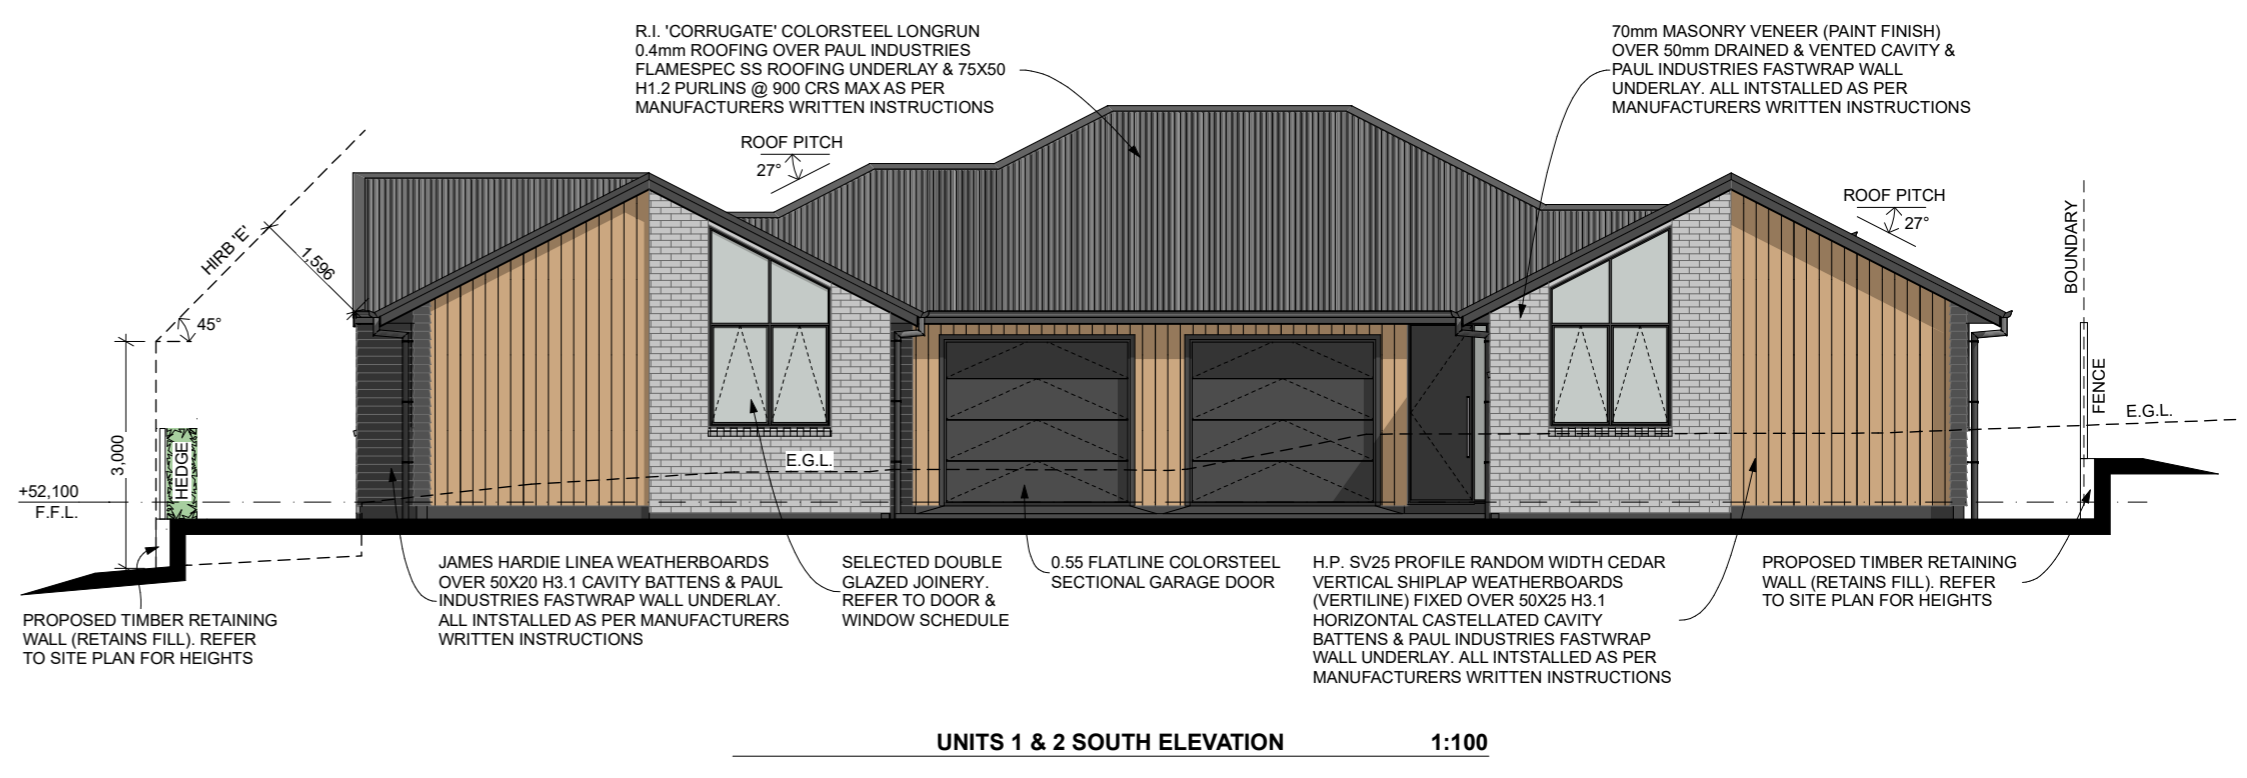 R.I. 'CORRUGATE' COLORSTEEL LONGRUN
0.4mm ROOFING OVER PAUL INDUSTRIES
FLAMESPEC SS ROOFING UNDERLAY & 75X50
H1.2 PURLINS @ 900 CRS MAX AS PER
MANUFACTURERS WRITTEN INSTRUCTIONS
70mm MASONRY VENEER (PAINT FINISH)
OVER 50mm DRAINED & VENTED CAVITY &
PAUL INDUSTRIES FASTWRAP WALL
UNDERLAY. ALL INTSTALLED AS PER
MANUFACTURERS WRITTEN INSTRUCTIONS
ROOF PITCH
27°
ROOF PITCH
27°
HIRB 'E'
1,596
45°
3,000
HEDGE
+52,100
F.F.L.
E.G.L.
BOUNDARY
FENCE
E.G.L.
PROPOSED TIMBER RETAINING
WALL (RETAINS FILL). REFER
TO SITE PLAN FOR HEIGHTS
JAMES HARDIE LINEA WEATHERBOARDS
OVER 50X20 H3.1 CAVITY BATTENS & PAUL
INDUSTRIES FASTWRAP WALL UNDERLAY.
ALL INTSTALLED AS PER MANUFACTURERS
WRITTEN INSTRUCTIONS
SELECTED DOUBLE
GLAZED JOINERY.
REFER TO DOOR &
WINDOW SCHEDULE
0.55 FLATLINE COLORSTEEL
SECTIONAL GARAGE DOOR
H.P. SV25 PROFILE RANDOM WIDTH CEDAR
VERTICAL SHIPLAP WEATHERBOARDS
(VERTILINE) FIXED OVER 50X25 H3.1
HORIZONTAL CASTELLATED CAVITY
BATTENS & PAUL INDUSTRIES FASTWRAP
WALL UNDERLAY. ALL INTSTALLED AS PER
MANUFACTURERS WRITTEN INSTRUCTIONS
PROPOSED TIMBER RETAINING
WALL (RETAINS FILL). REFER
TO SITE PLAN FOR HEIGHTS
UNITS 1 & 2 SOUTH ELEVATION 1:100